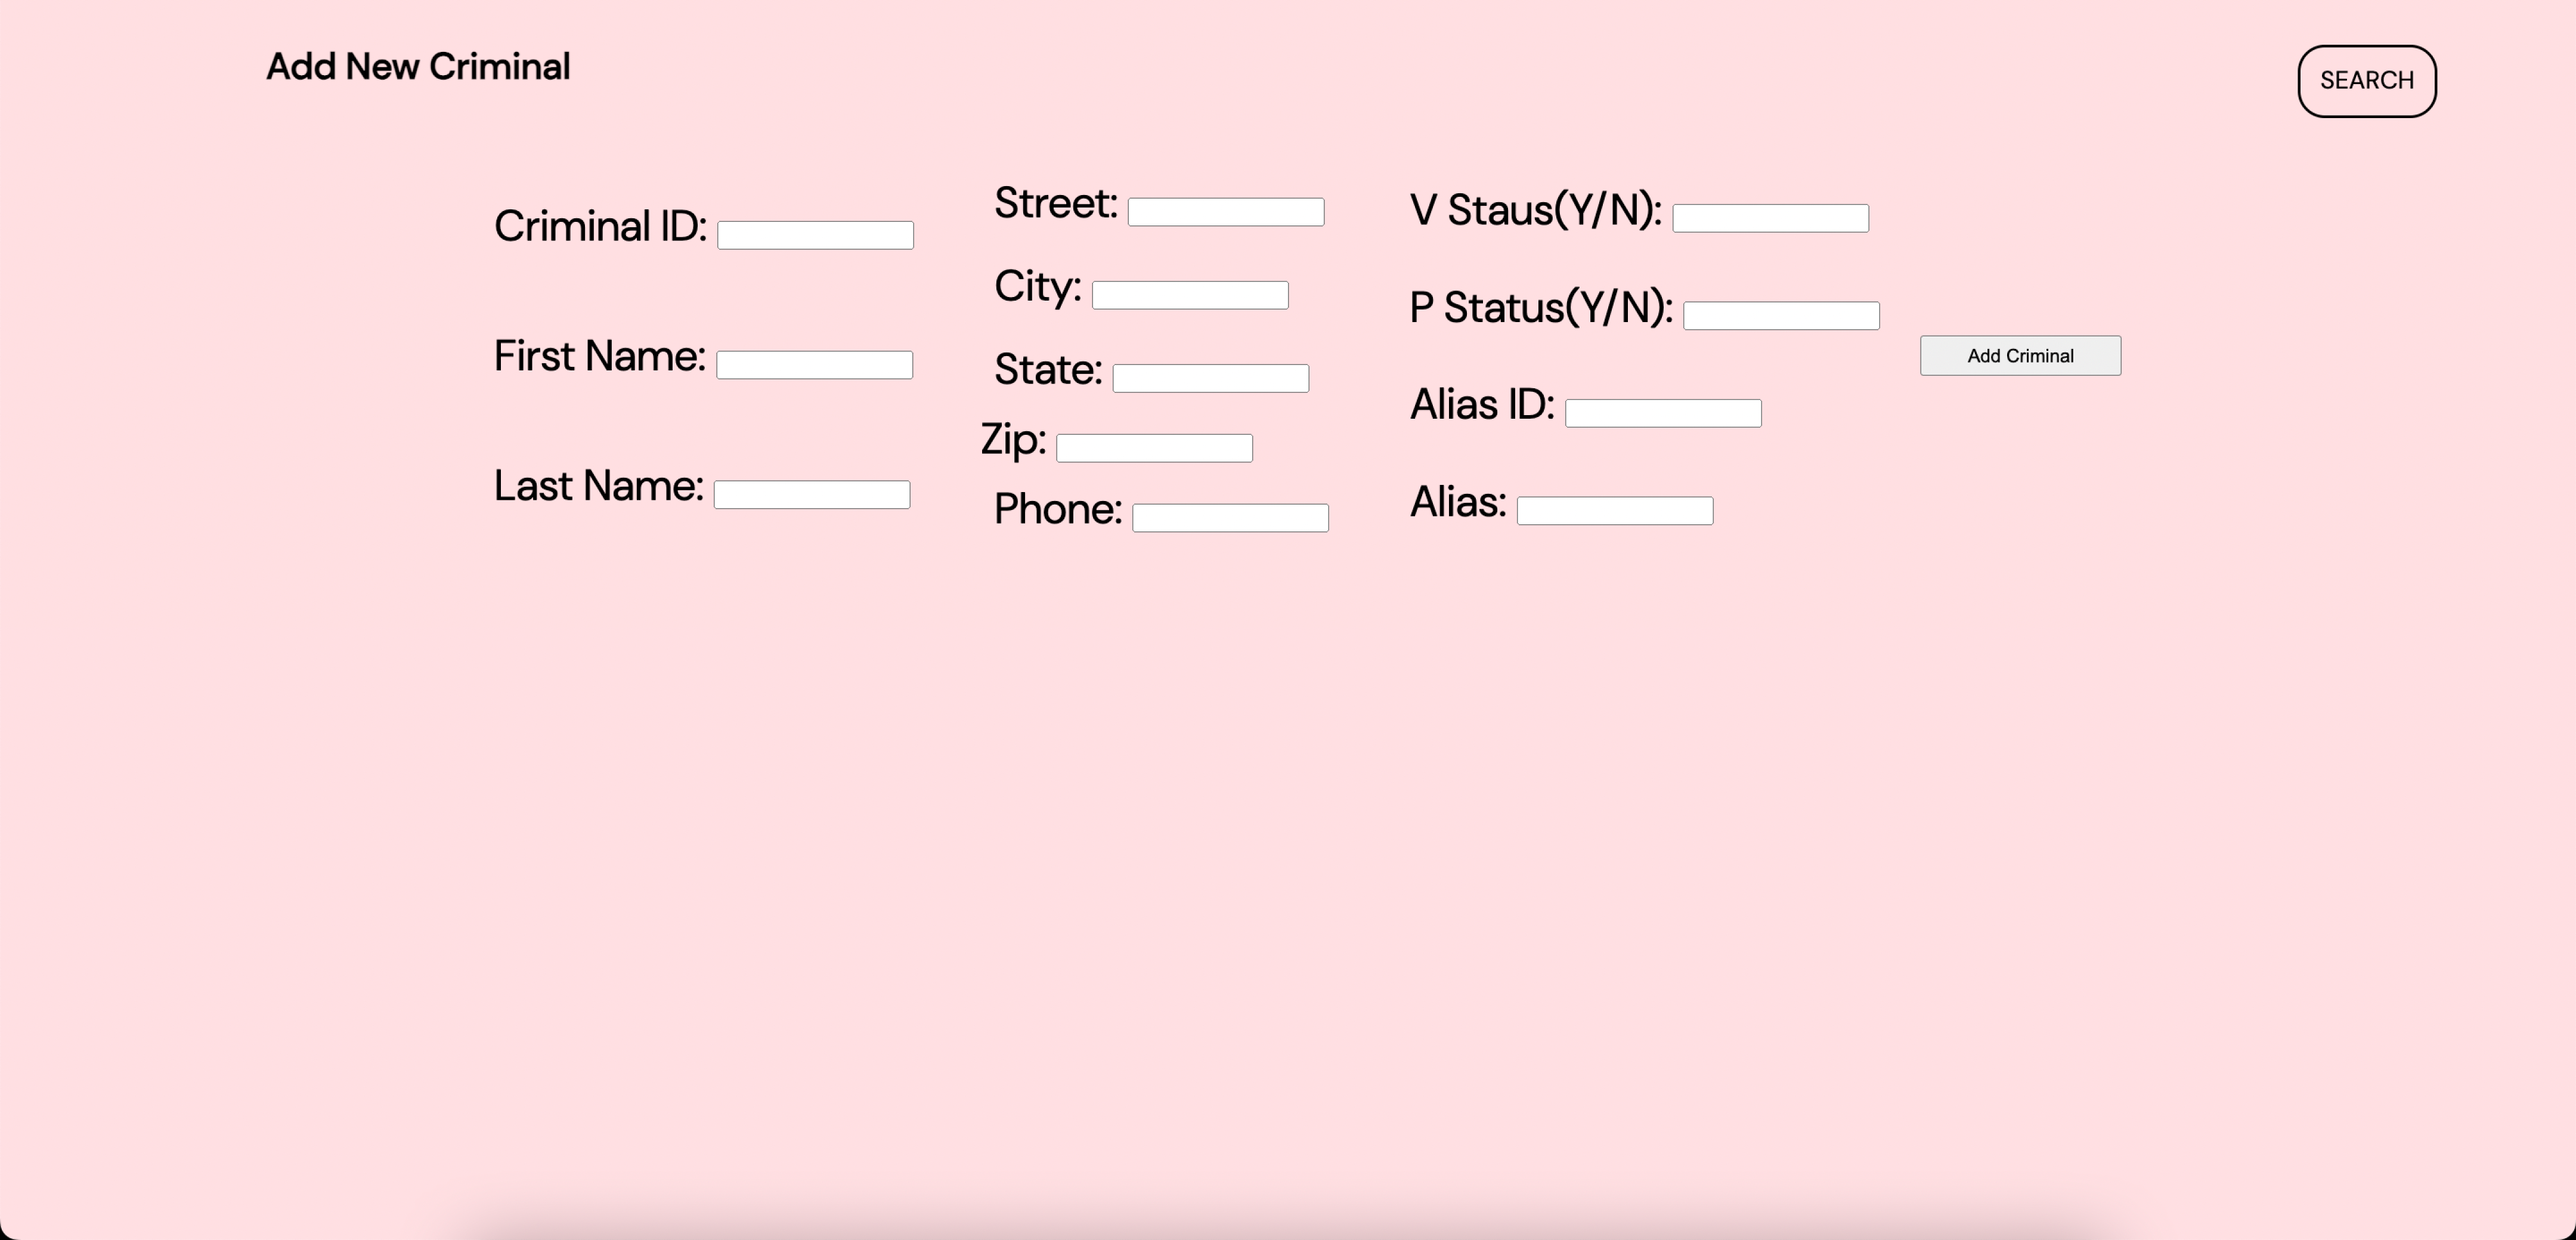 Add New Criminal
SEARCH
Criminal ID:
First Name:
Last Name:
Street:
City:
State:
Zip:
Phone:
V Staus(Y/N):
P Status(Y/N):
Alias ID:
Alias:
Add Criminal